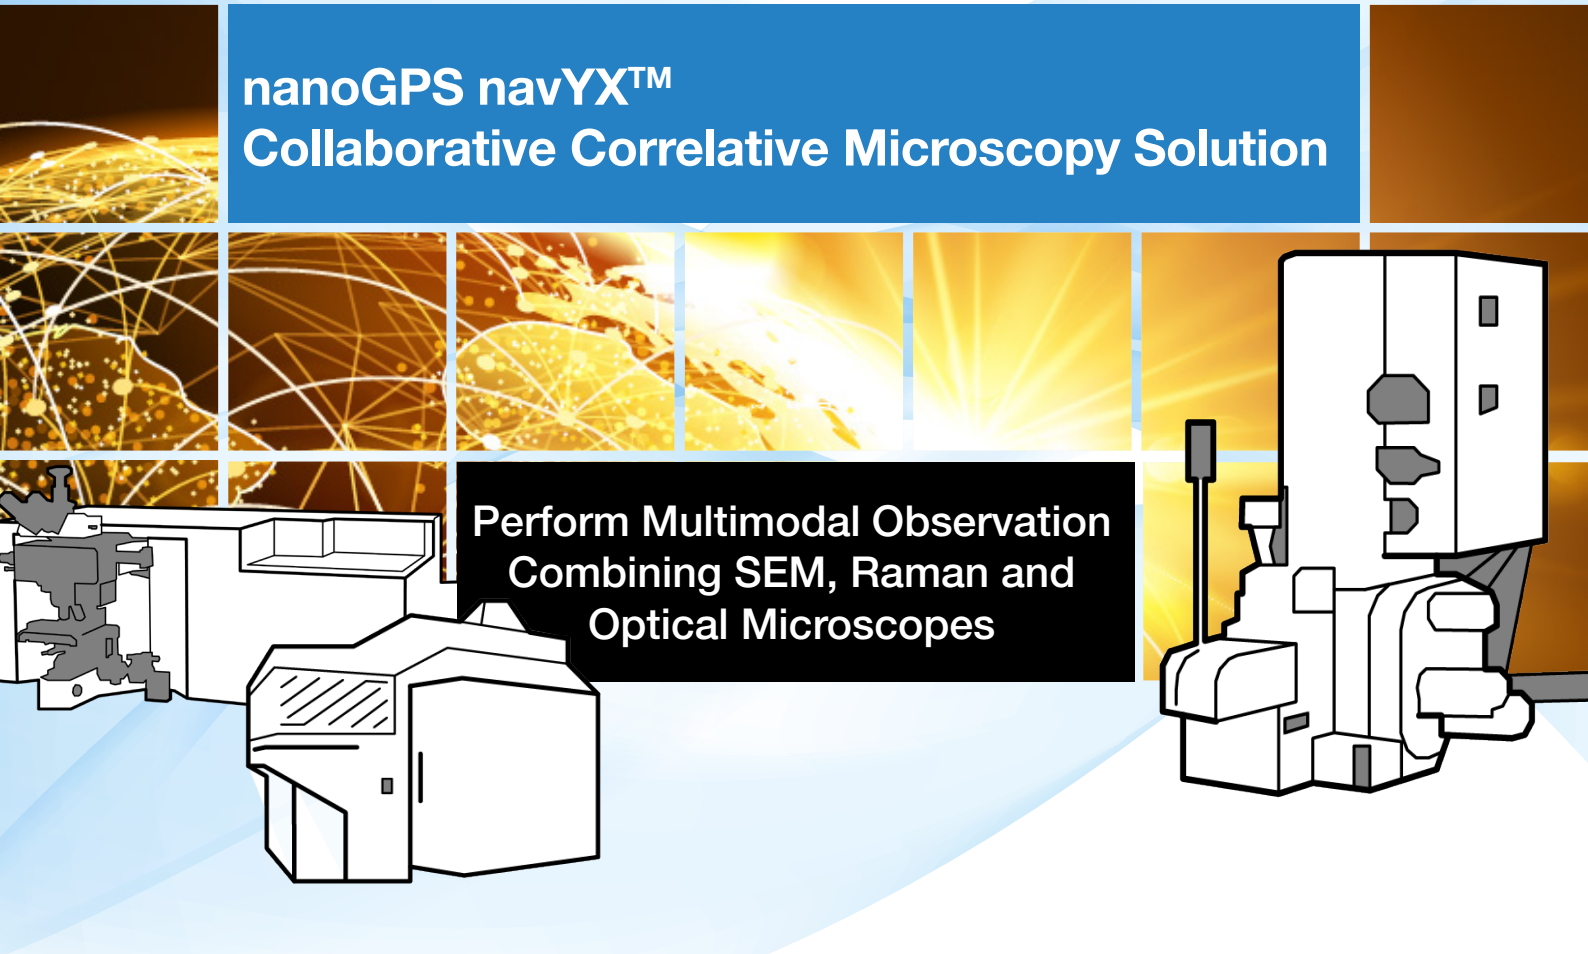 nanoGPS navYX™
Collaborative Correlative Microscopy Solution
Perform Multimodal Observation
Combining SEM, Raman and
Optical Microscopes